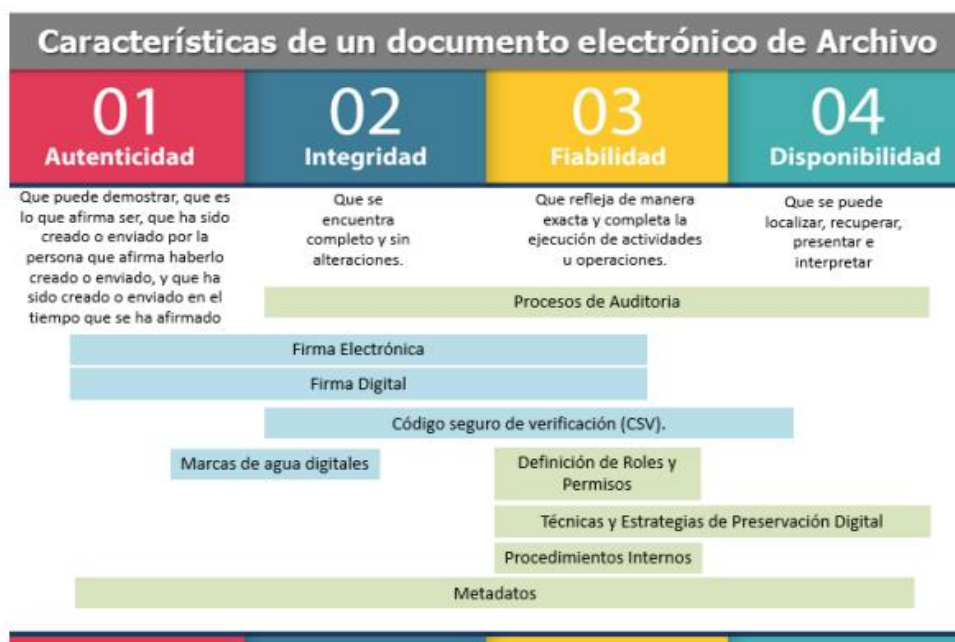 Características de un documento electrónico de Archivo
01
Autenticidad
02
Integridad
03
Fiabilidad
04
Disponibilidad
Que puede demostrar, que es
lo que afirma ser, que ha sido
creado o enviado por la
persona que afirma haberlo
creado o enviado, y que ha
sido creado o enviado en el
tiempo que se ha afirmado
Que se
encuentra
completo y sin
alteraciones.
Que refleja de manera
exacta y completa la
ejecución de actividades
u operaciones.
Que se puede
localizar, recuperar,
presentar e
interpretar
Procesos de Auditoria
Firma Electrónica
Firma Digital
Código seguro de verificación (CSV).
Marcas de agua digitales
Definición de Roles y
Permisos
Técnicas y Estrategias de Preservación Digital
Procedimientos Internos
Metadatos